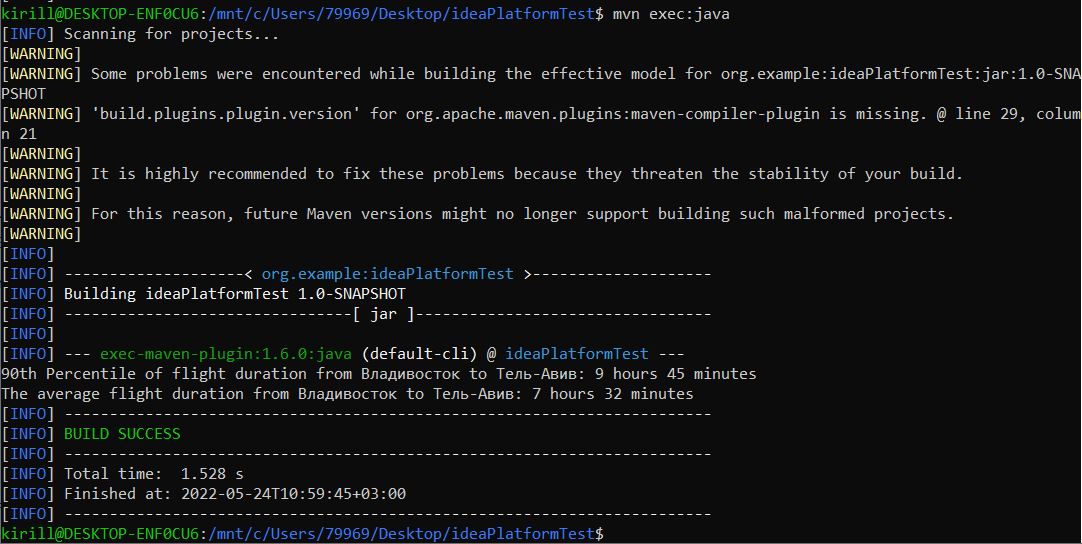 kirill@DESKTOP-ENF0CU6:/mnt/c/Users/79969/Desktop/ideaPlatformTest$ mvn exec:java
[INFO] Scanning for projects...
[WARNING]
[WARNING] Some problems were encountered while building the effective model for org.example:ideaPlatformTest:jar:1.0-SNA
PSHOT
[WARNING] 'build.plugins.plugin.version' for org.apache.maven.plugins:maven-compiler-plugin is missing. @ line 29, colum
n 21
[WARNING]
[WARNING] It is highly recommended to fix these problems because they threaten the stability of your build.
[WARNING]
[WARNING] For this reason, future Maven versions might no longer support building such malformed projects.
[WARNING]
[INFO]
[INFO] --------------------< org.example:ideaPlatformTest >--------------------
[INFO] Building ideaPlatformTest 1.0-SNAPSHOT
[INFO] --------------------------------[ jar ]---------------------------------
[INFO]
[INFO] --- exec-maven-plugin:1.6.0:java (default-cli) @ ideaPlatformTest ---
90th Percentile of flight duration from Владивосток to Тель-Авив: 9 hours 45 minutes
The average flight duration from Владивосток to Тель-Авив: 7 hours 32 minutes
[INFO] ------------------------------------------------------------------------
[INFO] BUILD SUCCESS
[INFO] ------------------------------------------------------------------------
[INFO] Total time:  1.528 s
[INFO] Finished at: 2022-05-24T10:59:45+03:00
[INFO] ------------------------------------------------------------------------
kirill@DESKTOP-ENF0CU6:/mnt/c/Users/79969/Desktop/ideaPlatformTest$